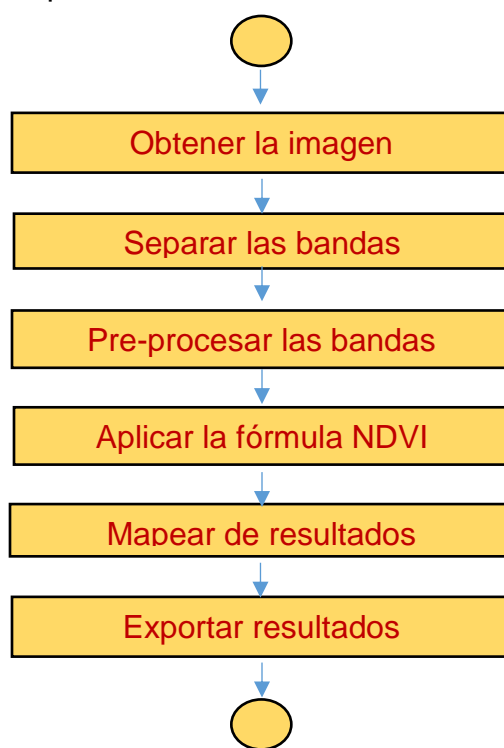 Obtener la imagen
Separar las bandas
Pre-procesar las bandas
Aplicar la fórmula NDVI
Mapear de resultados
Exportar resultados